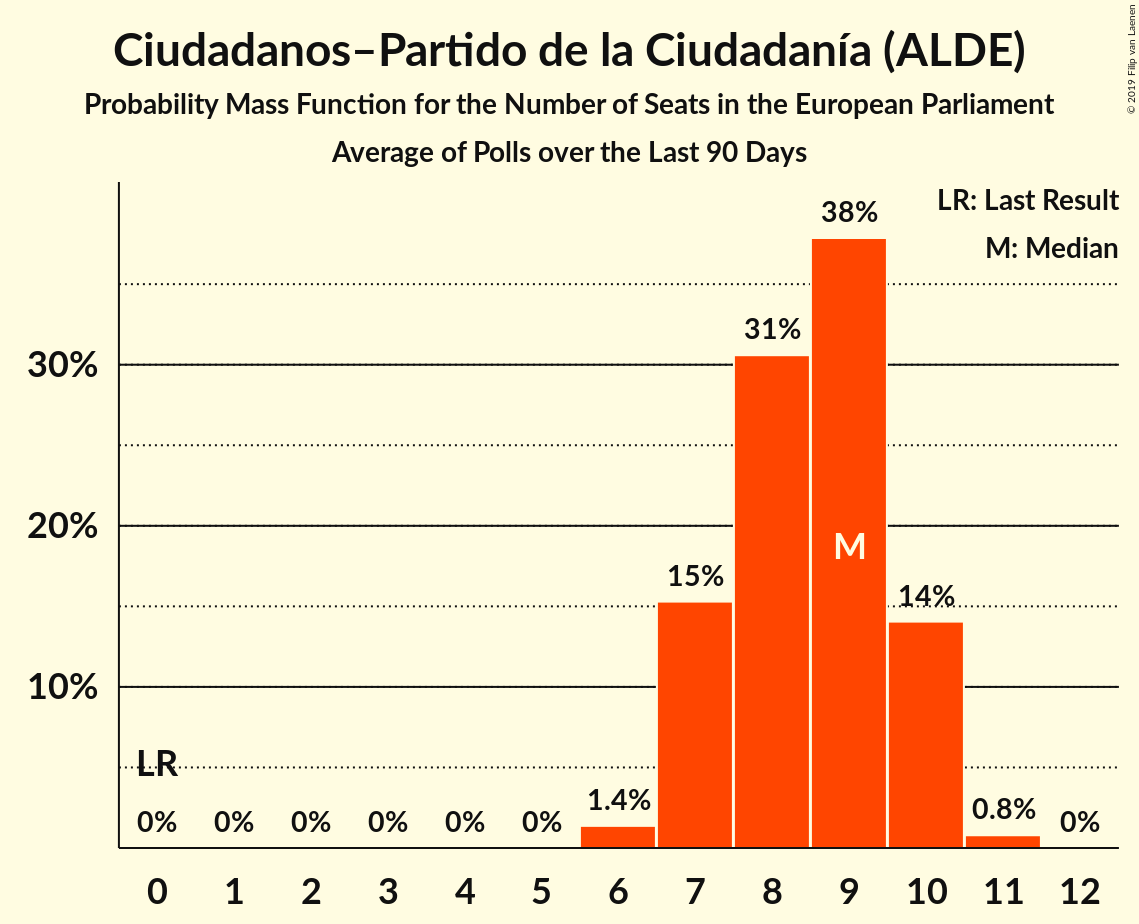 Ciudadanos–Partido de la Ciudadanía (ALDE)
Probability Mass Function for the Number of Seats in the European Parliament
Average of Polls over the Last 90 Days
© 2019 Filip van Laenen
LR: Last Result
M: Median
38%
31%
30%
20%
M
15%
14%
10%
LR
1.4%
0.8%
0% 0% 0% 0% 0% 0% 0%
0 1 2 3 4 5 6 7 8 9 10 11 12